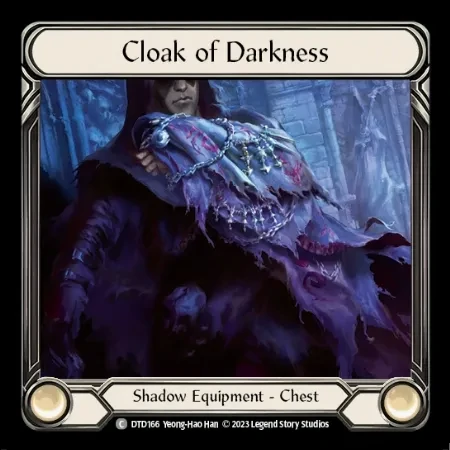 Cloak of Darkness
Shadow Equipment - Chest
C DTD166 Yeong-Hao Han © 2023 Legend Story Studios